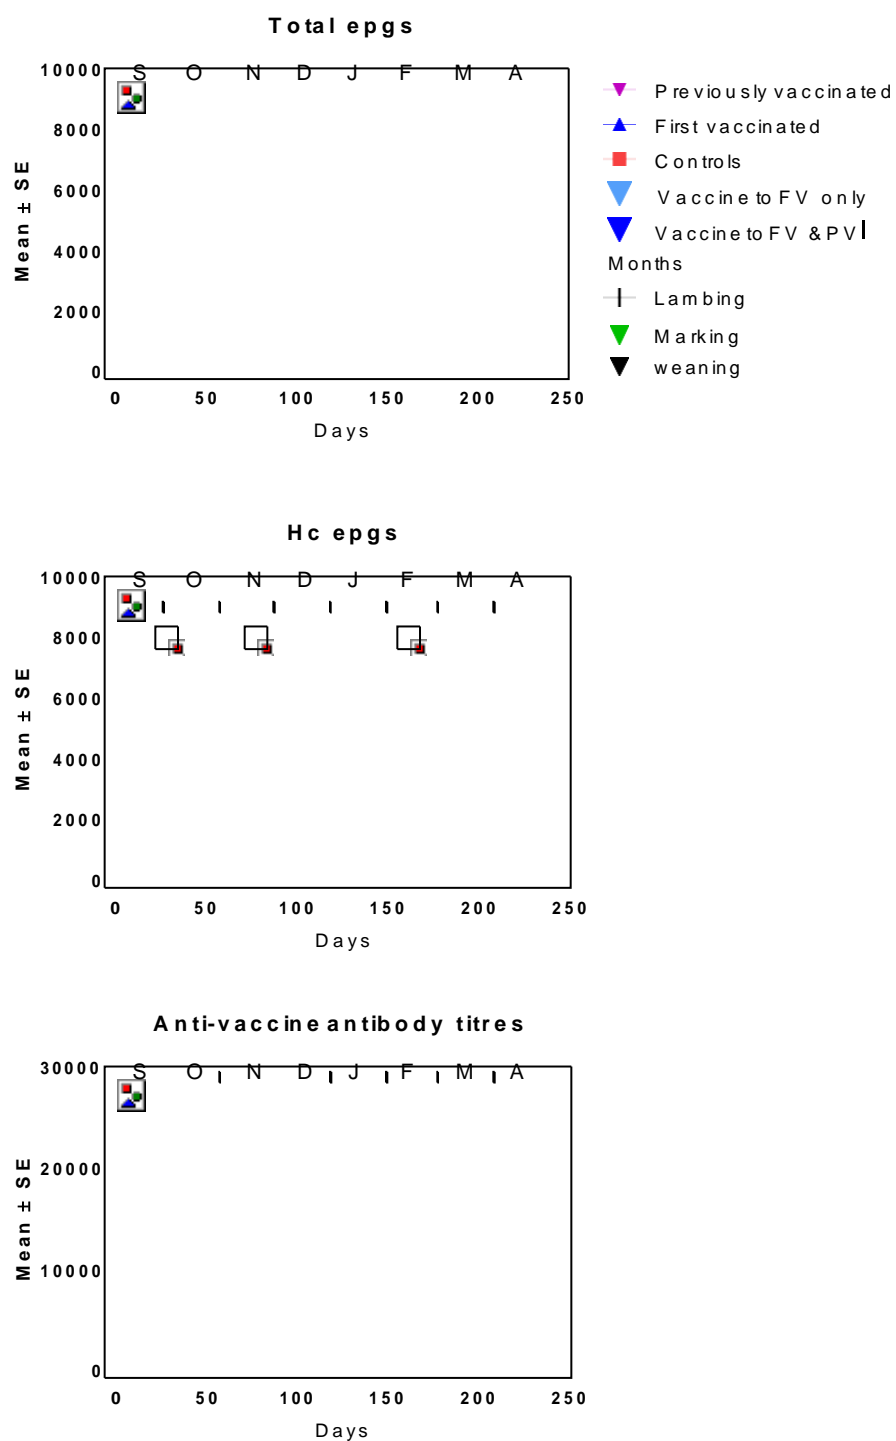 Total epgs
S O N D J F M A
10000
8000
6000
4000
2000
0
Mean ± SE
0 50 100 150 200 250
Days
Previously vaccinated
First vaccinated
Controls
Vaccine to FV only
Vaccine to FV & PV
Months
Lambing
Marking
weaning
Hc epgs
S O N D J F M A
10000
8000
6000
4000
2000
0
Mean ± SE
0 50 100 150 200 250
Days
Anti-vaccine antibody titres
S O N D J F M A
30000
20000
10000
0
Mean ± SE
0 50 100 150 200 250
Days